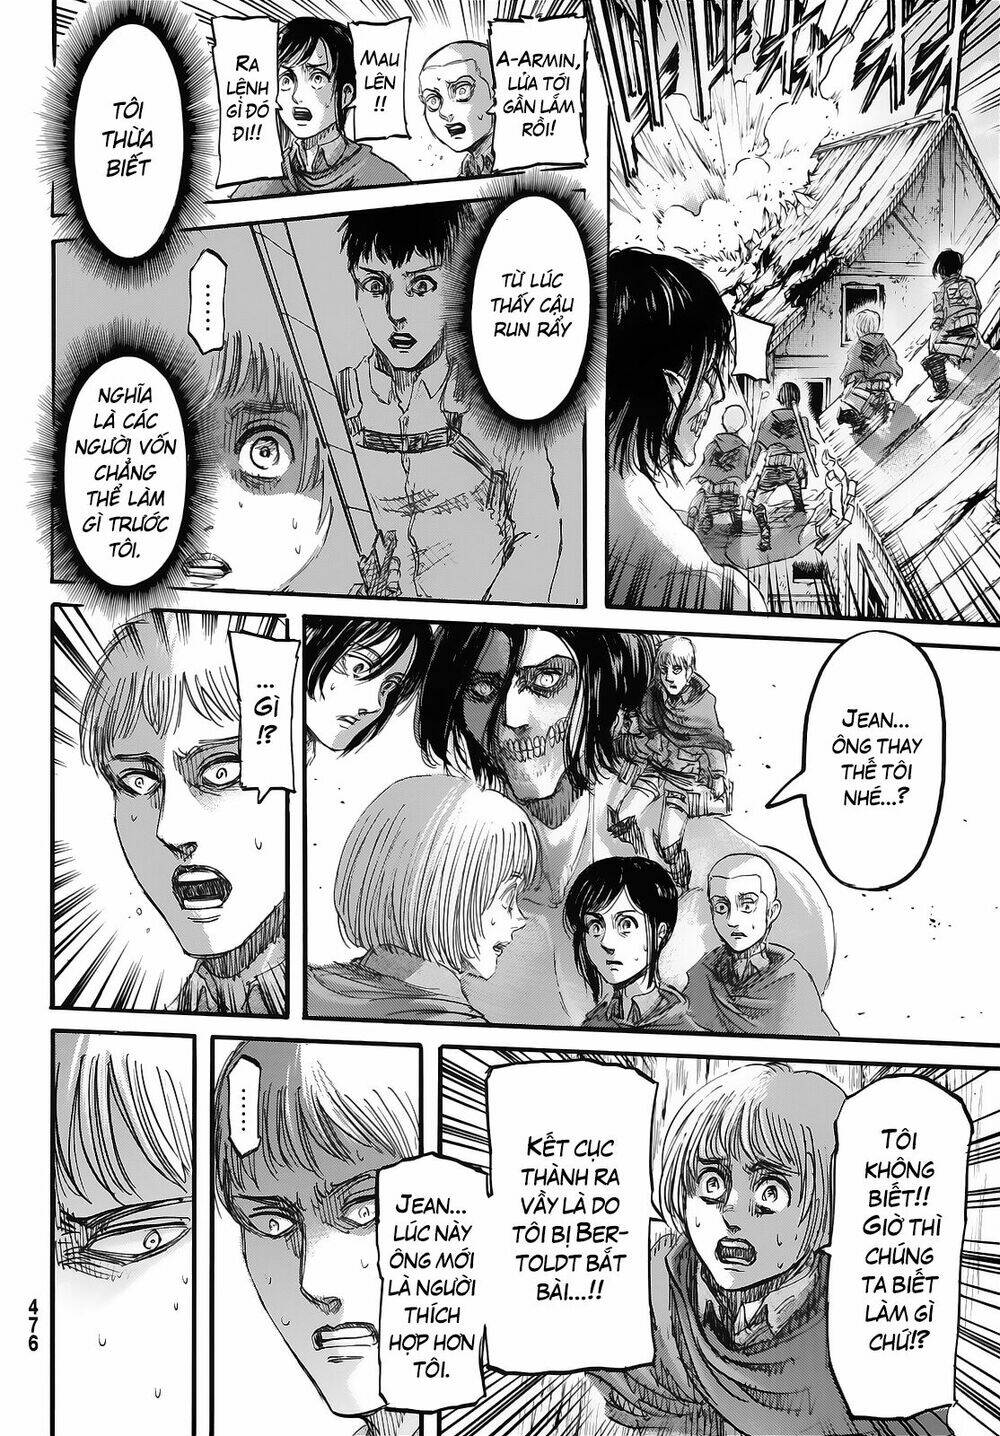 A-ARMIN,
LỬA TỚI
GẦN LẮM
RỒI!
MAU
LÊN
!!
RA
LỆNH
GÌ ĐÓ
ĐI!!
TÔI
THỪA
BIẾT
TỪ LÚC
THẤY CẬU
RUN RẨY
......
NGHĨA
LÀ CÁC
NGƯỜI VỐN
CHẲNG
THỂ LÀM
GÌ TRƯỚC
TÔI.
JEAN...
ÔNG THAY
THẾ TÔI
NHÉ...?
...
GÌ
!?
TÔI
KHÔNG
BIẾT!!
GIỜ THÌ
CHÚNG
TA BIẾT
LÀM GÌ
CHỨ!?
KẾT CỤC
THÀNH RA
VẦY LÀ DO
TÔI BỊ BER-
TOLDT BẮT
BÀI...!!
JEAN...
LÚC NÀY
ÔNG MỚI
LÀ NGƯỜI
THÍCH
HỢP HƠN
TÔI.
......
476